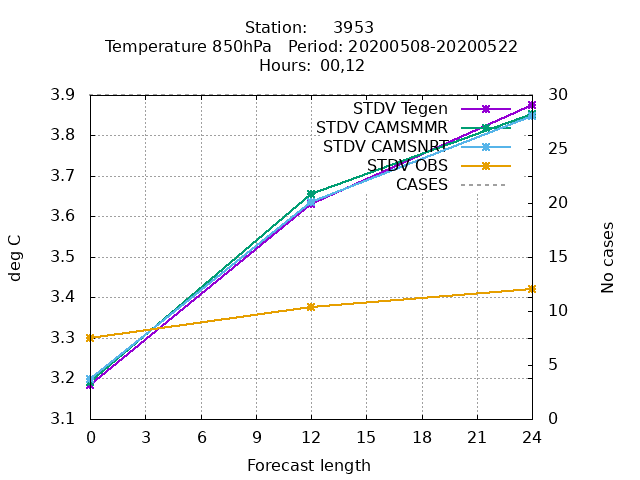 Station:     3953
Temperature 850hPa   Period: 20200508-20200522
Hours:  00,12
STDV Tegen
STDV CAMSMMR
STDV CAMSNRT
STDV OBS
CASES
deg C
3.9
3.8
3.7
3.6
3.5
3.4
3.3
3.2
3.1
30
25
20
15
10
5
0
No cases
0 3 6 9 12 15 18 21 24
Forecast length